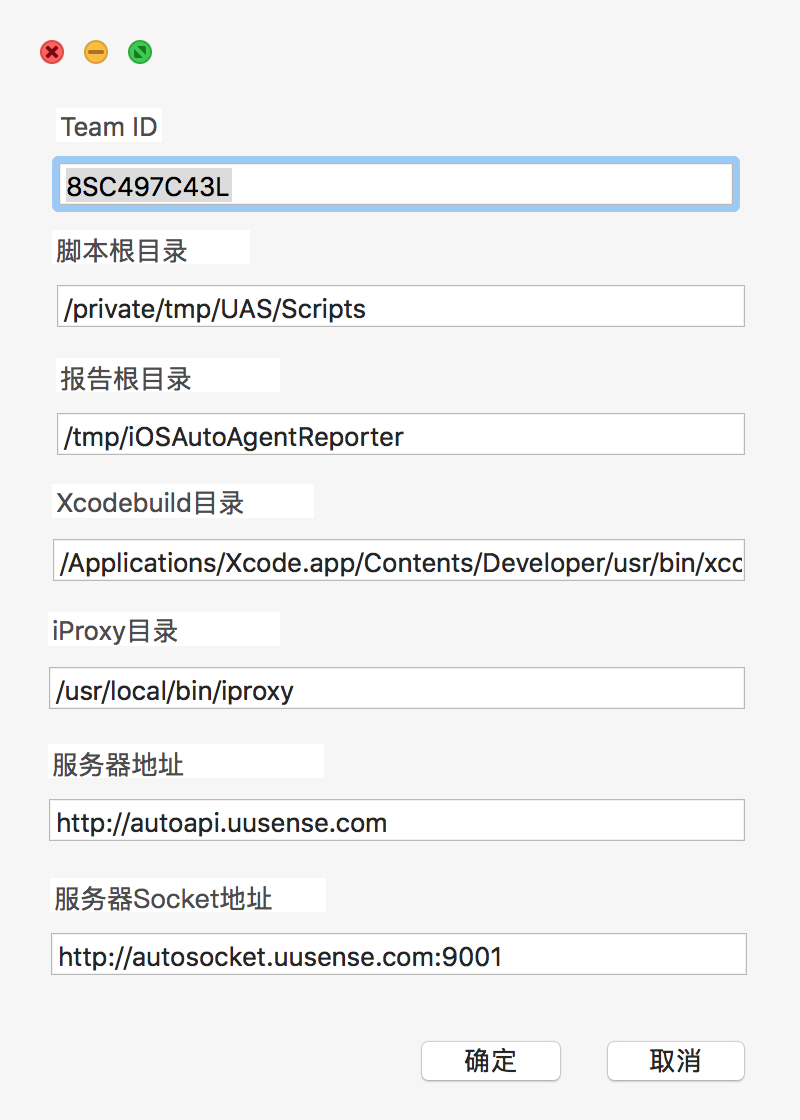 Team ID
8SC497C43L
脚本根目录
/private/tmp/UAS/Scripts
报告根目录
/tmp/iOSAutoAgentReporter
Xcodebuild目录
/Applications/Xcode.app/Contents/Developer/usr/bin/xco
iProxy目录
/usr/local/bin/iproxy
服务器地址
http://autoapi.uusense.com
服务器Socket地址
http://autosocket.uusense.com:9001
确定 取消